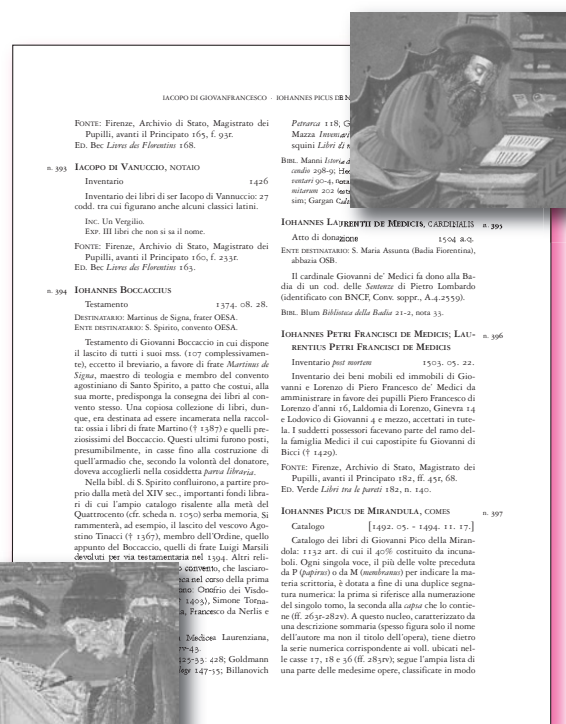 IACOPO DI GIOVANFRANCESCO · IOHANNES PICUS DE
FONTE: Firenze, Archivio di Stato, Magistrato dei
Pupilli, avanti il Principato 165, f. 93r.
ED. Bec Livres des Florentins 168.
n. 393 IACOPO DI VANUCCIO, NOTAIO
Inventario 1426
Inventario dei libri di ser Iacopo di Vanuccio: 27
codd. tra cui figurano anche alcuni classici latini.
INC. Un Vergilio.
EXP. III libri che non si sa il nome.
FONTE: Firenze, Archivio di Stato, Magistrato dei
Pupilli, avanti il Principato 160, f. 233r.
ED. Bec Livres des Florentins 163.
n. 394 IOHANNES BOCCACCIUS
Testamento 1374. 08. 28.
DESTINATARIO: Martinus de Signa, frater OESA.
ENTE DESTINATARIO: S. Spirito, convento OESA.
Testamento di Giovanni Boccaccio in cui dispone
il lascito di tutti i suoi mss. (107 complessivamen-
te), eccetto il breviario, a favore di frate Martinus de
Signa, maestro di teologia e membro del convento
agostiniano di Santo Spirito, a patto che costui, alla
sua morte, predisponga la consegna dei libri al con-
vento stesso. Una copiosa collezione di libri, dun-
que, era destinata ad essere incamerata nella raccol-
ta: ossia i libri di frate Martino († 1387) e quelli pre-
ziosissimi del Boccaccio. Questi ultimi furono posti,
presumibilmente, in casse fino alla costruzione di
quell'armadio che, secondo la volontà del donatore,
doveva accoglierli nella cosiddetta parva libraria.
Nella bibl. di S. Spirito confluirono, a partire pro-
prio dalla metà del XIV sec., importanti fondi libra-
ri di cui l'ampio catalogo risalente alla metà del
Quattrocento (cfr. scheda n. 1050) serba memoria. Si
rammenterà, ad esempio, il lascito del vescovo Ago-
stino Tinacci († 1367), membro dell'Ordine, quello
appunto del Boccaccio, quelli di frate Luigi Marsili
devoluti per via testamentaria nel 1394. Altri reli-
convento, che lasciaro-
nel corso della prima
Onofrio dei Visdo-
1403), Simone Torna-
Francesco da Nerlis e
Medicea Laurenziana,
125-33: 428; Goldmann
147-55; Billanovich
Petrarca 118, G
Mazza
squini Libri di
BIBL. Manni
298-9;
90-4,
202
sim; Gargan
IOHANNES LAURENTII DE MEDICIS, CARDINALIS n. 395
Atto di donazione 1504 a.q.
ENTE DESTINATARIO: S. Maria Assunta (Badia Fiorentina),
abbazia OSB.
Il cardinale Giovanni de' Medici fa dono alla Ba-
dia di un cod. delle Sentenze di Pietro Lombardo
(identificato con BNCF, Conv. soppr., A.4.2559).
BIBL. Blum Biblioteca della Badia 21-2, nota 33.
IOHANNES PETRI FRANCISCI DE MEDICIS; LAU- n. 396
RENTIUS PETRI FRANCISCI DE MEDICIS
Inventario post mortem 1503. 05. 22.
Inventario dei beni mobili ed immobili di Gio-
vanni e Lorenzo di Piero Francesco de' Medici da
amministrare in favore dei pupilli Piero Francesco di
Lorenzo d'anni 16, Laldomia di Lorenzo, Ginevra 14
e Lodovico di Giovanni 4 e mezzo, accettati in tute-
la. I suddetti possessori facevano parte del ramo del-
la famiglia Medici il cui capostipite fu Giovanni di
Bicci († 1429).
FONTE: Firenze, Archivio di Stato, Magistrato dei
Pupilli, avanti il Principato 182, ff. 45r, 68.
ED. Verde Libri tra le pareti 182, n. 140.
IOHANNES PICUS DE MIRANDULA, COMES n. 397
Catalogo [1492. 05. - 1494. 11. 17.]
Catalogo dei libri di Giovanni Pico della Miran-
dola: 1132 art. di cui il 40% costituito da incuna-
boli. Ogni singola voce, il più delle volte preceduta
da P (papirus) o da M (membranus) per indicare la ma-
teria scrittoria, è dotata a fine di una duplice segna-
tura numerica: la prima si riferisce alla numerazione
del singolo tomo, la seconda alla capsa che lo contie-
ne (ff. 263r-282v). A questo nucleo, caratterizzato da
una descrizione sommaria (spesso figura solo il nome
dell'autore ma non il titolo dell'opera), tiene dietro
la serie numerica corrispondente ai voll. ubicati nel-
le casse 17, 18 e 36 (ff. 283rv); segue l'ampia lista di
una parte delle medesime opere, classificate in modo